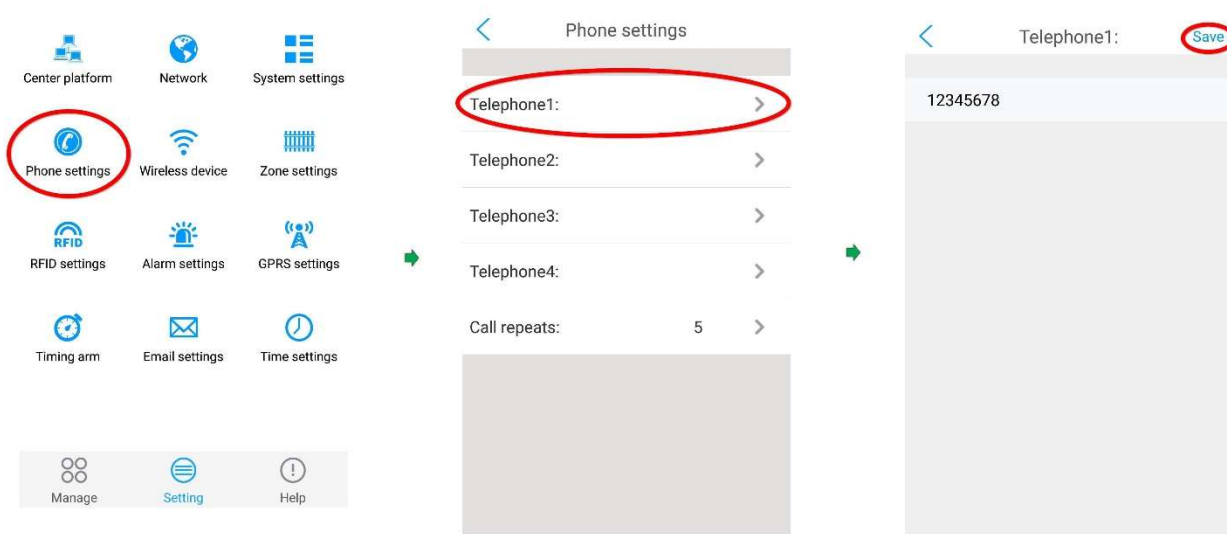 Center platform
Network
System settings
Phone settings
Wireless device
Zone settings
RFID
RFID settings
Alarm settings
GPRS settings
Timing arm
Email settings
Time settings
Manage
Setting
Help
Phone settings
Telephone1:
Telephone2:
Telephone3:
Telephone4:
Call repeats: 5
Telephone1:
Save
12345678